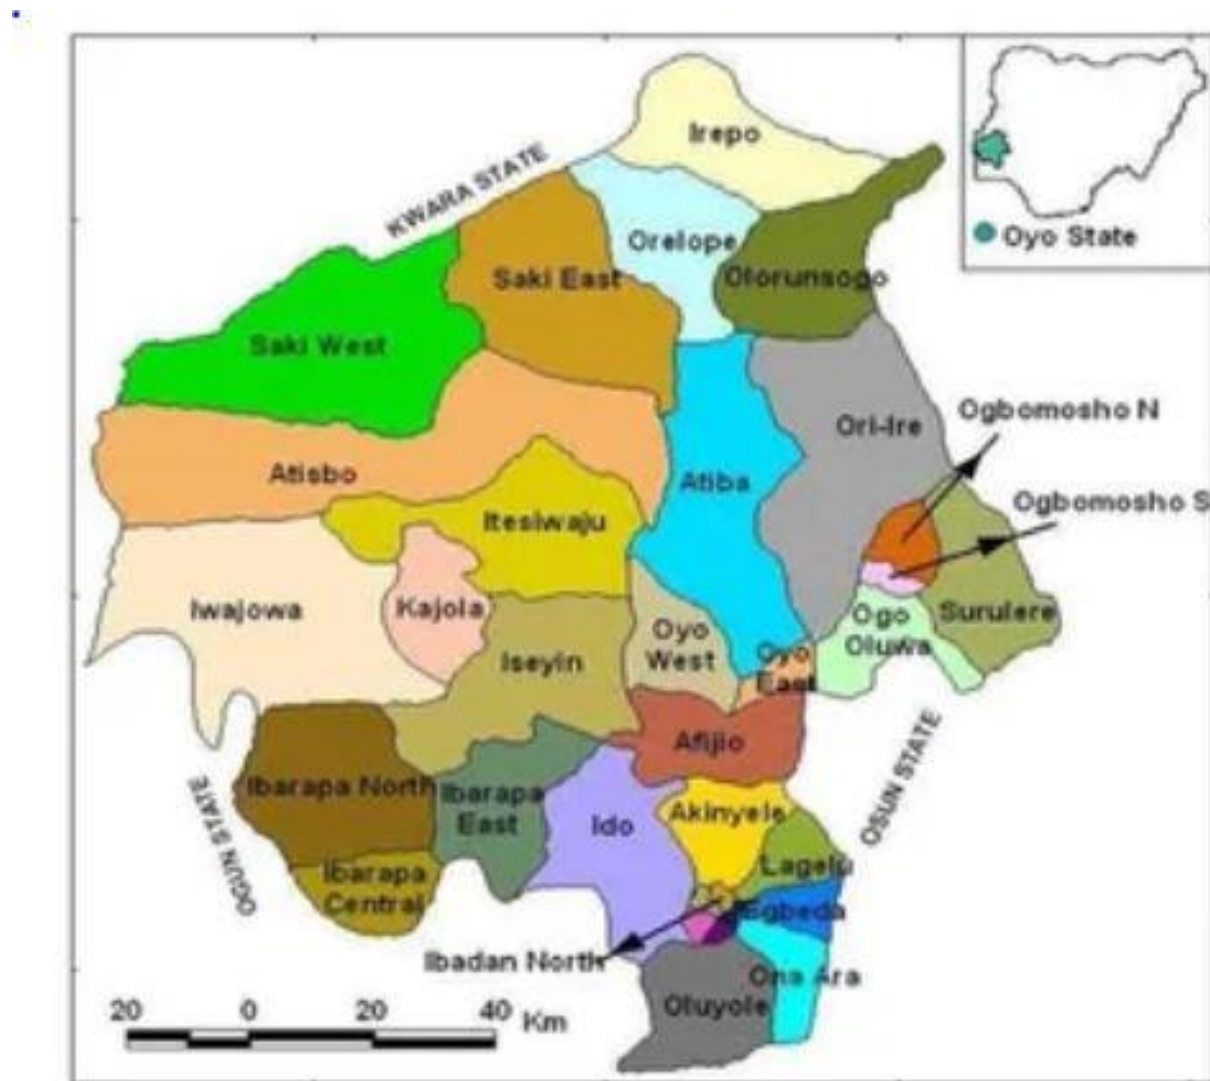 Irepo
KWARA STATE
Oyo State
Orelope
Saki East
Olorunsogo
Saki West
Ogbomosho N
Ori-Ire
Atisbo
Atiba
Ogbomosho S
Itesiwaju
Iwajowa
Kajola
Ogo
Oluwa
Surulere
Oyo
West
Iseyin
Oyo
East
Afijio
OSUN STATE
OGUN STATE
Ibarapa North
Ibarapa
East
Ido
Akinyele
Lagelu
Ibarapa
Central
Egbeda
Ibadan North
Ona Ara
Oluyole
20 0 20 40 Km